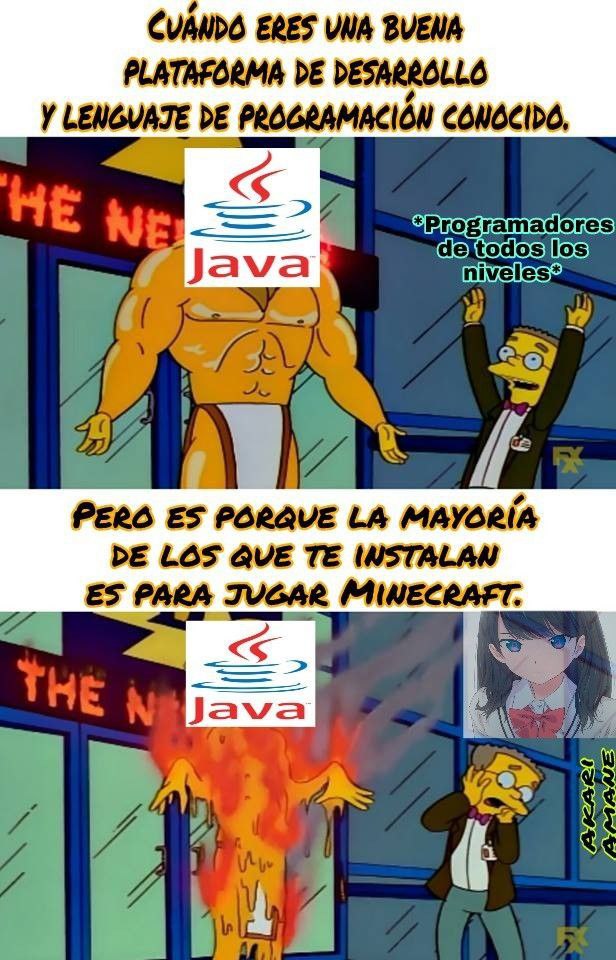 Cuándo eres una buena
plataforma de desarrollo
y lenguaje de programación conocido.
THE NE
Java
*Programadores
de todos los
niveles*
FX
Pero es porque la mayoría
de los que te instalan
es para jugar Minecraft.
THE N
Java
Akari
Amane
FX